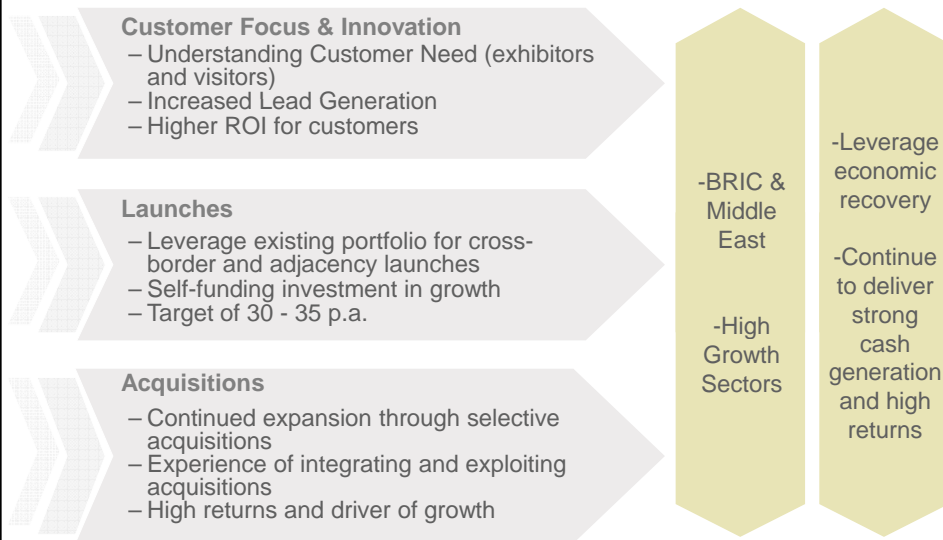 Customer Focus & Innovation
– Understanding Customer Need (exhibitors
and visitors)
– Increased Lead Generation
– Higher ROI for customers
Launches
– Leverage existing portfolio for cross-
border and adjacency launches
– Self-funding investment in growth
– Target of 30 - 35 p.a.
Acquisitions
– Continued expansion through selective
acquisitions
– Experience of integrating and exploiting
acquisitions
– High returns and driver of growth
-BRIC &
Middle
East
-High
Growth
Sectors
-Leverage
economic
recovery
-Continue
to deliver
strong
cash
generation
and high
returns